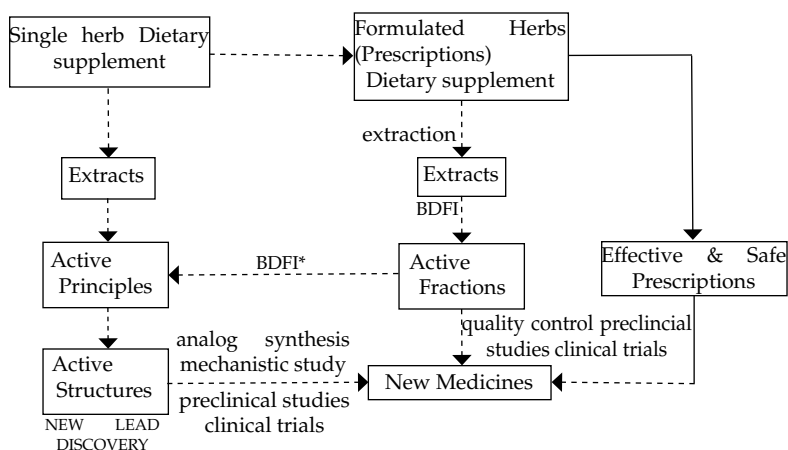 Single herb Dietary
supplement
Formulated Herbs
(Prescriptions)
Dietary supplement
extraction
Extracts
Extracts
BDFI
Active
Principles
BDFI*
Active
Fractions
Effective & Safe
Prescriptions
quality control preclincial
studies clinical trials
analog synthesis
mechanistic study
Active
Structures
New Medicines
preclinical studies
clinical trials
NEW LEAD
DISCOVERY